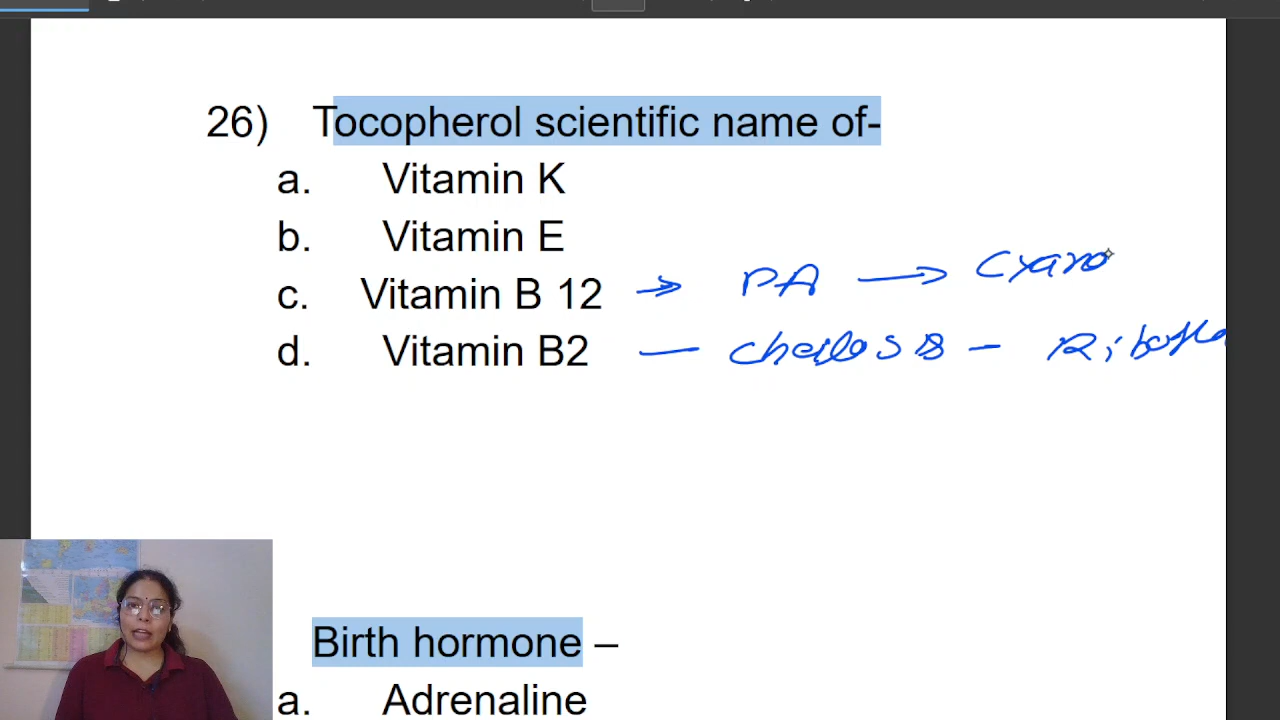 26) Tocopherol scientific name of-
a. Vitamin K
b. Vitamin E
c. Vitamin B 12 → PA → Cyano
d. Vitamin B2 — cheilosis – Ribofla
Birth hormone –
a. Adrenaline